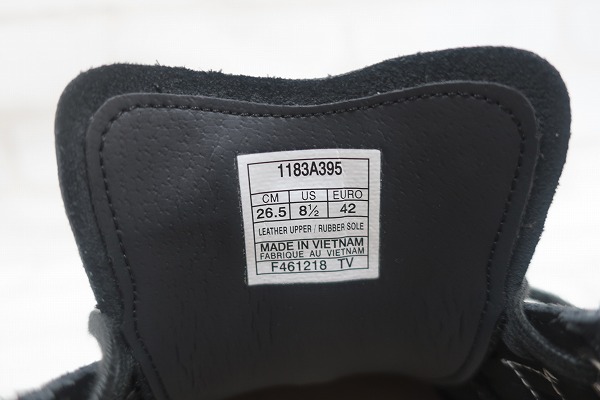 1183A395
CM US EURO
26.5 8½ 42
LEATHER UPPER / RUBBER SOLE
MADE IN VIETNAM
FABRIQUE AU VIETNAM
F461218 TV